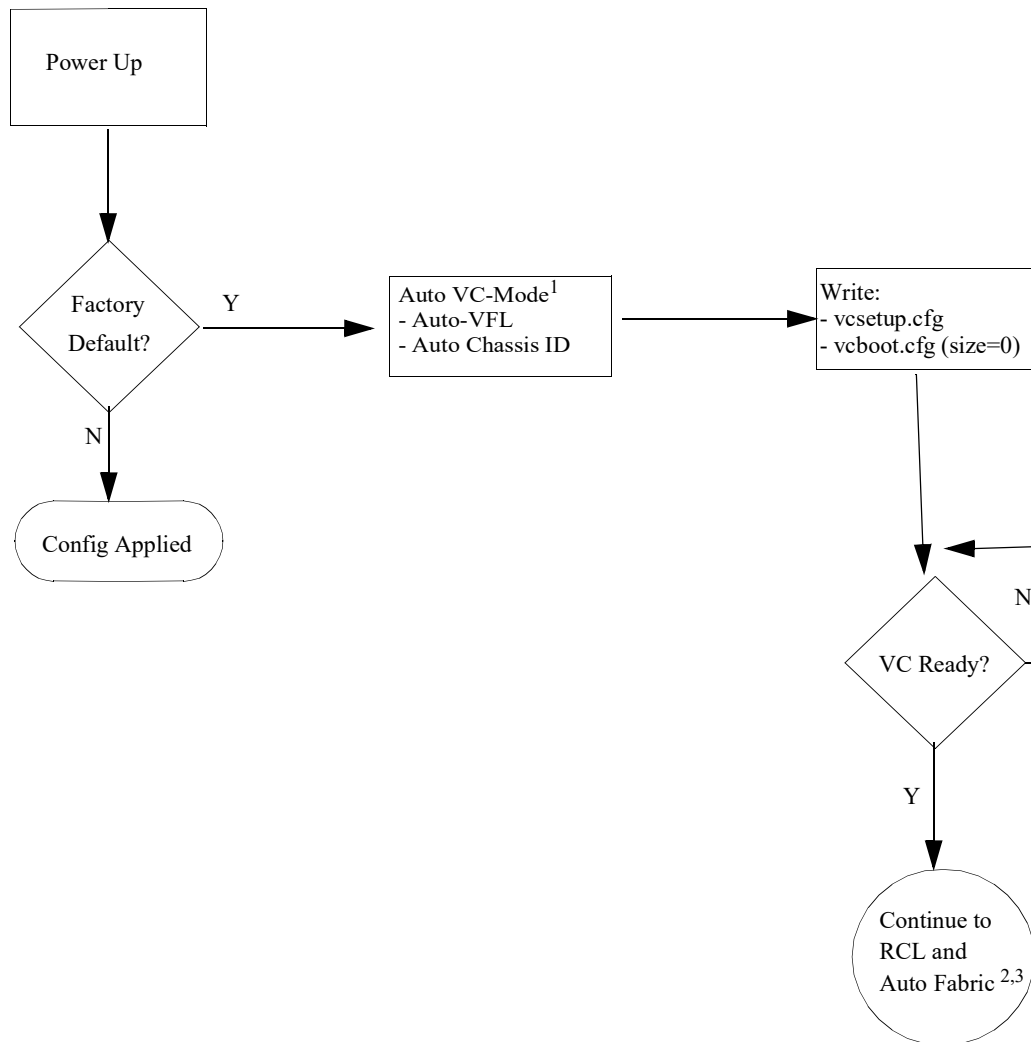 Power Up
Factory
Default?
Y
N
Config Applied
Auto VC-Mode1
- Auto-VFL
- Auto Chassis ID
Write:
- vcsetup.cfg
- vcboot.cfg (size=0)
N
VC Ready?
Y
Continue to
RCL and
Auto Fabric 2,3